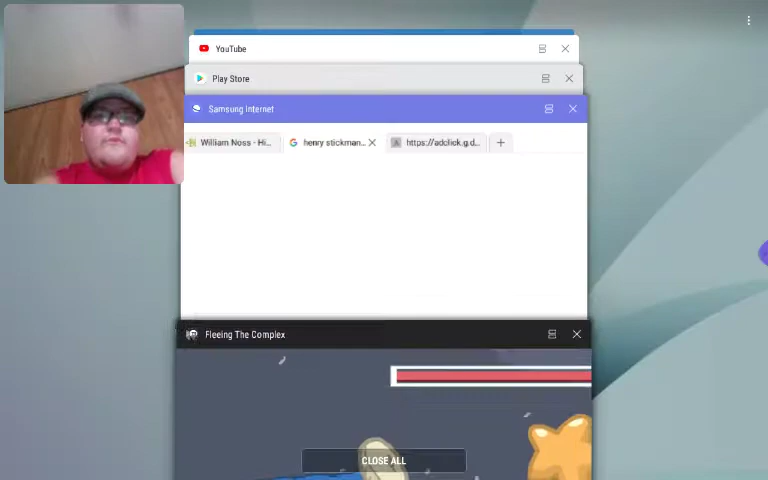 YouTube
Play Store
Samsung Internet
William Noss - Hi...
henry stickman...
https://adclick.g.d...
Fleeing The Complex
CLOSE ALL